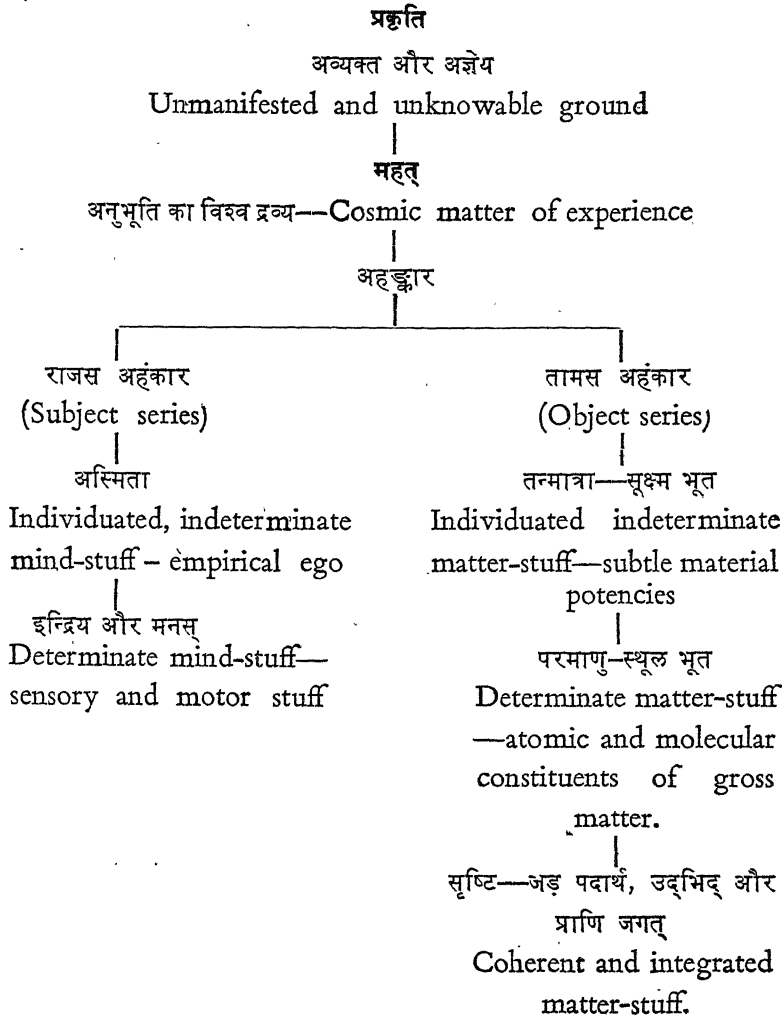 प्रकृति
अव्यक्त और अज्ञेय
Unmanifested and unknowable ground
महत्
अनुभूति का विश्व द्रव्य—Cosmic matter of experience
अहङ्कार
राजस अहंकार
(Subject series)
अस्मिता
Individuated, indeterminate
mind-stuff – empirical ego
इन्द्रिय और मनस्
Determinate mind-stuff—
sensory and motor stuff
तामस अहंकार
(Object series)
तन्मात्रा—सूक्ष्म भूत
Individuated indeterminate
matter-stuff—subtle material
potencies
परमाणु–स्थूल भूत
Determinate matter-stuff
—atomic and molecular
constituents of gross
matter.
सृष्टि—जड़ पदार्थ, उद्‌भिद् और
प्राणि जगत्
Coherent and integrated
matter-stuff.